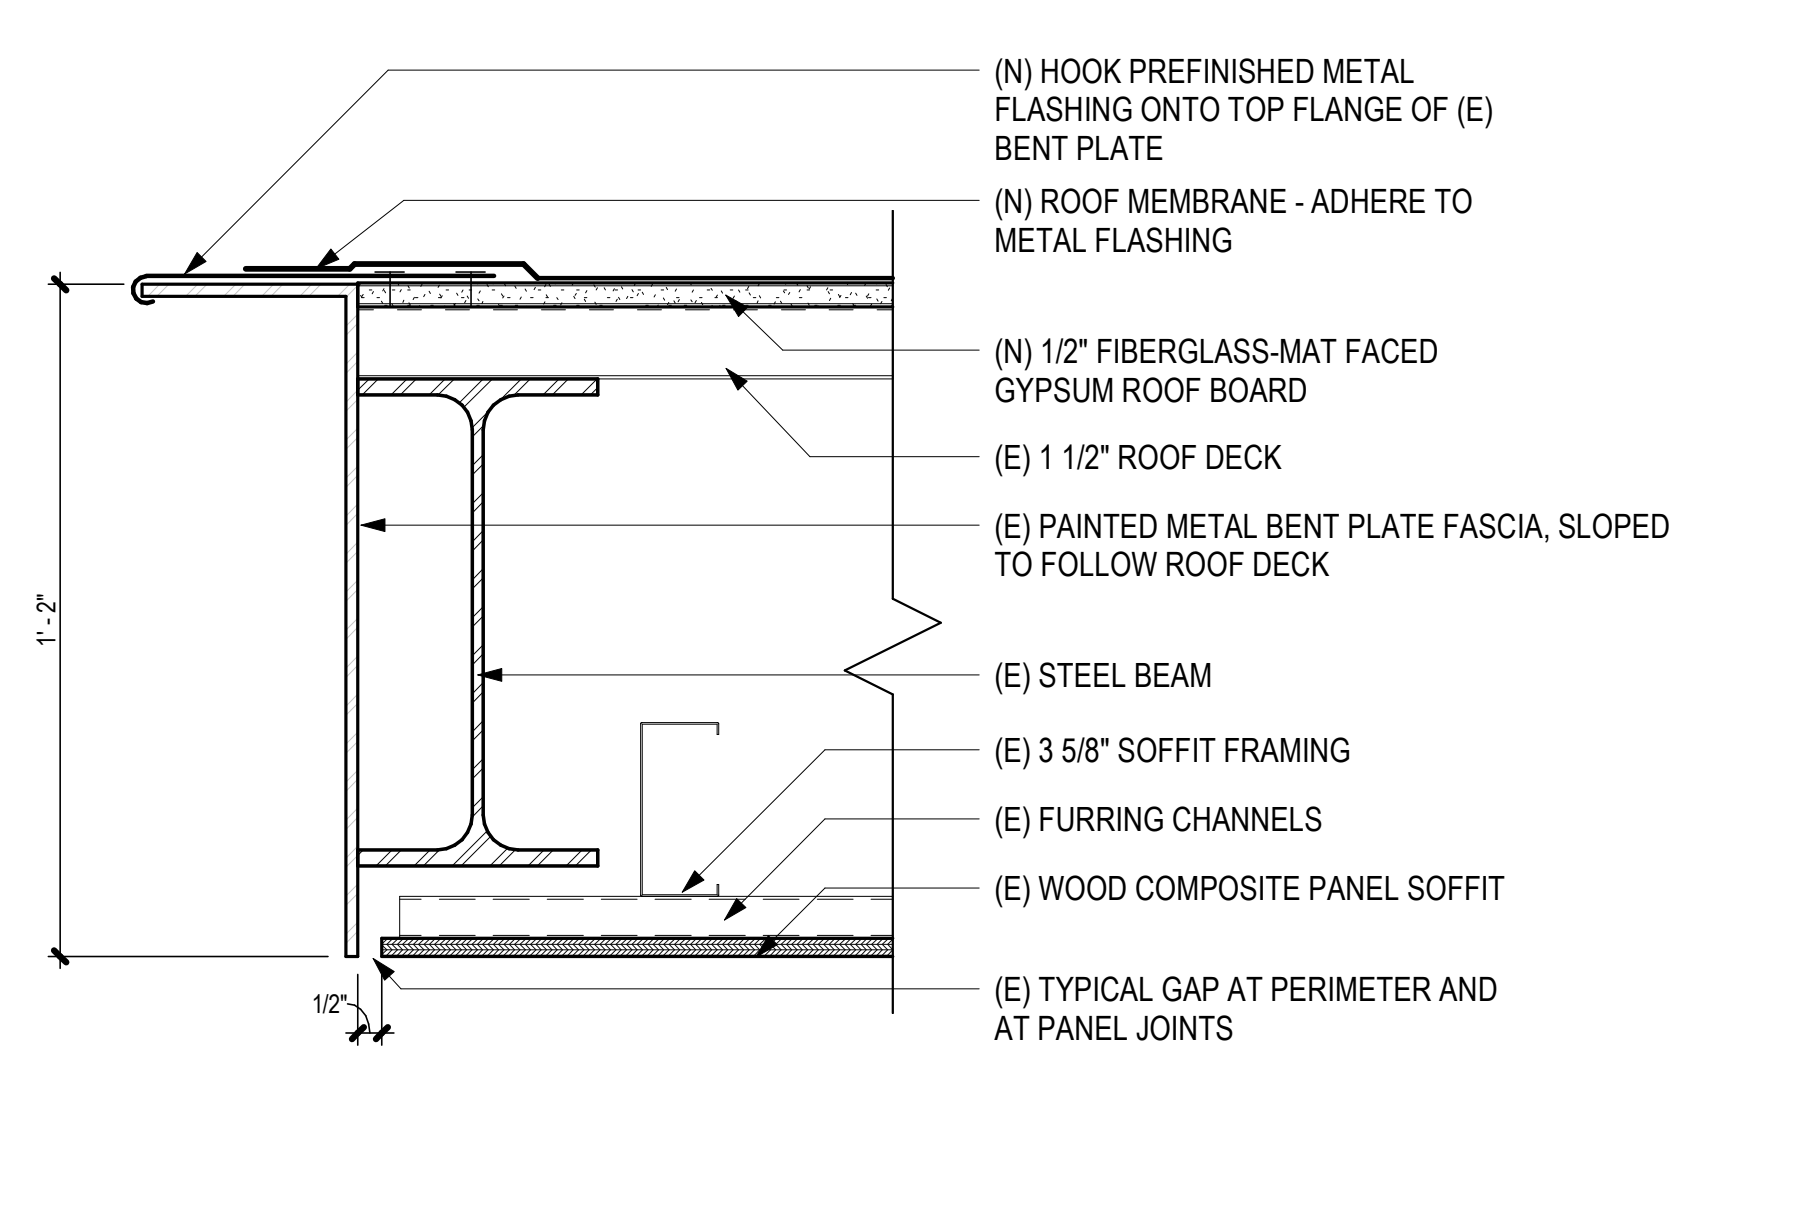 (N) HOOK PREFINISHED METAL
FLASHING ONTO TOP FLANGE OF (E)
BENT PLATE
(N) ROOF MEMBRANE - ADHERE TO
METAL FLASHING
(N) 1/2" FIBERGLASS-MAT FACED
GYPSUM ROOF BOARD
(E) 1 1/2" ROOF DECK
(E) PAINTED METAL BENT PLATE FASCIA, SLOPED
TO FOLLOW ROOF DECK
1' - 2"
(E) STEEL BEAM
(E) 3 5/8" SOFFIT FRAMING
(E) FURRING CHANNELS
(E) WOOD COMPOSITE PANEL SOFFIT
(E) TYPICAL GAP AT PERIMETER AND
AT PANEL JOINTS
1/2"